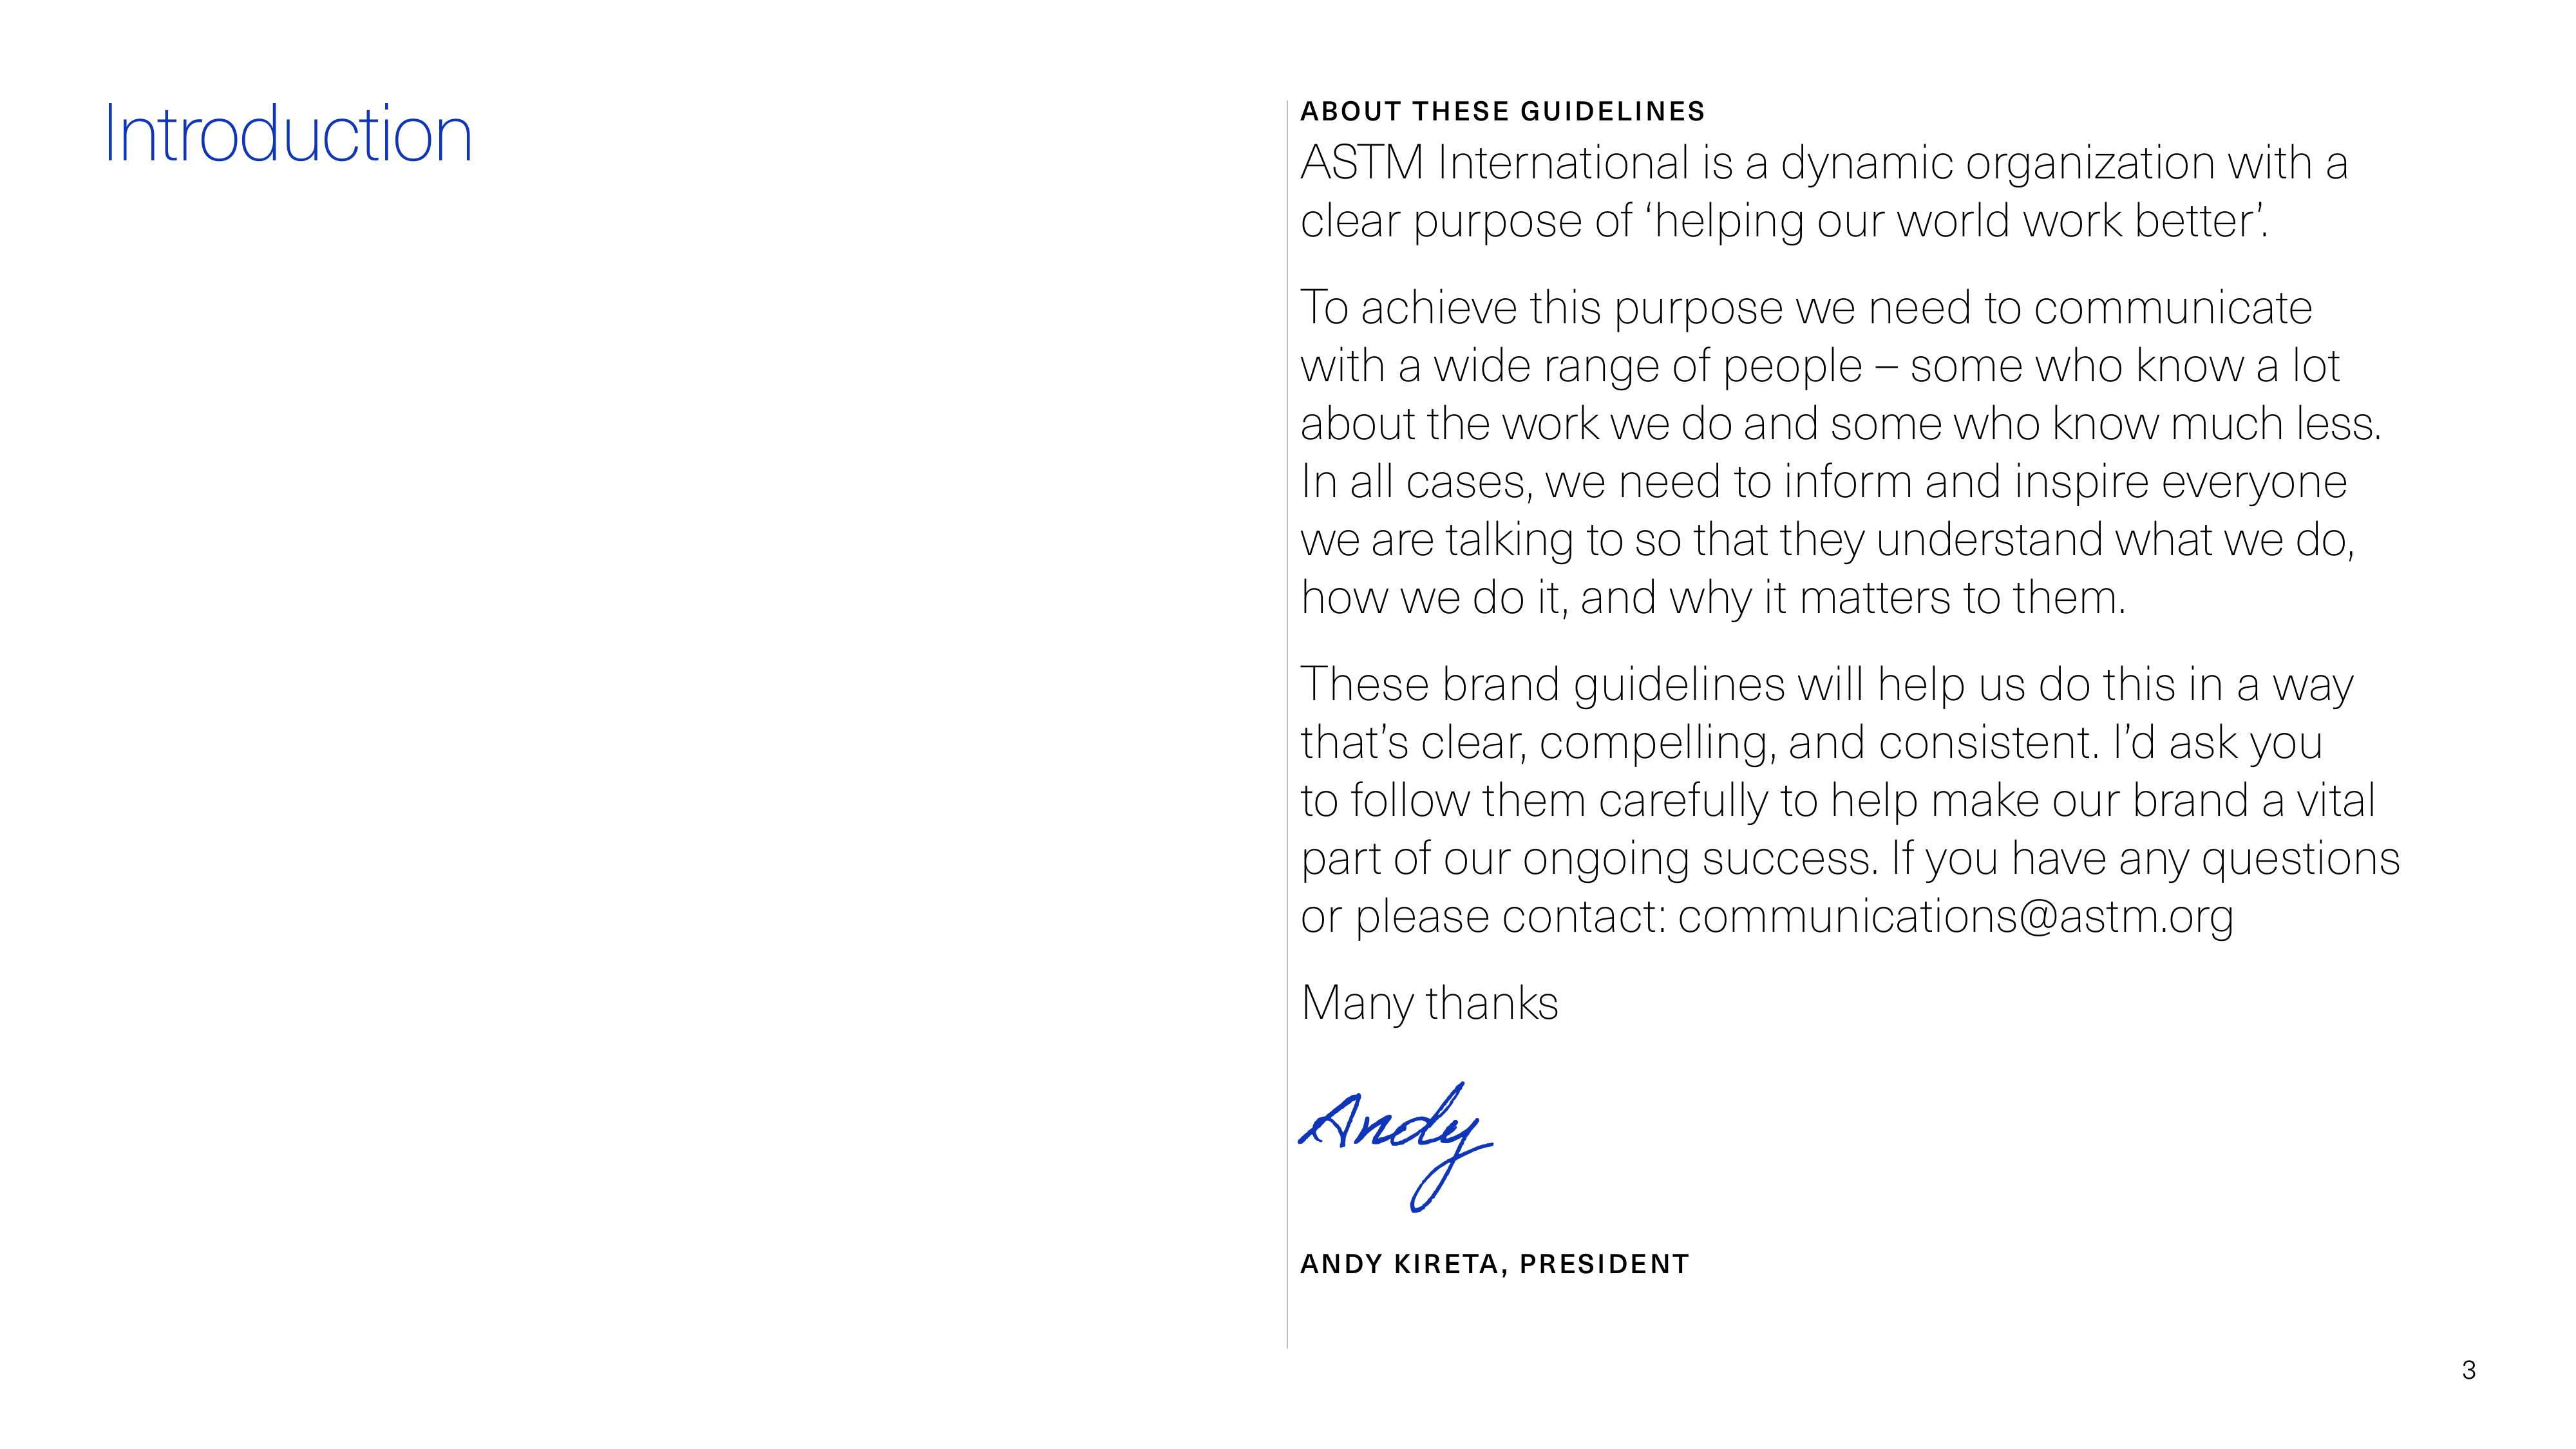 Introduction
ABOUT THESE GUIDELINES
ASTM International is a dynamic organization with a
clear purpose of ‘helping our world work better’.
To achieve this purpose we need to communicate
with a wide range of people – some who know a lot
about the work we do and some who know much less.
In all cases, we need to inform and inspire everyone
we are talking to so that they understand what we do,
how we do it, and why it matters to them.
These brand guidelines will help us do this in a way
that’s clear, compelling, and consistent. I’d ask you
to follow them carefully to help make our brand a vital
part of our ongoing success. If you have any questions
or please contact: communications@astm.org
Many thanks
Andy
ANDY KIRETA, PRESIDENT
3